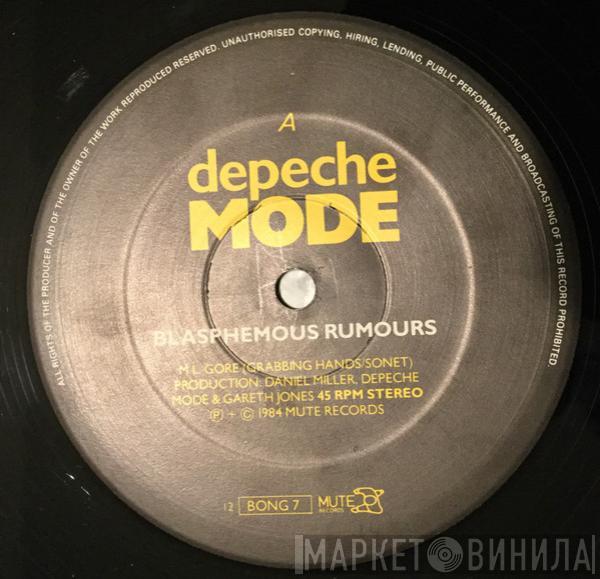 ALL RIGHTS OF THE PRODUCER AND OF THE OWNER OF THE WORK REPRODUCED RESERVED. UNAUTHORISED COPYING, HIRING, LENDING, PUBLIC PERFORMANCE AND BROADCASTING OF THIS RECORD PROHIBITED.
A
depeche
MODE
BLASPHEMOUS RUMOURS
M L. GORE (GRABBING HANDS/SONET)
PRODUCTION: DANIEL MILLER, DEPECHE
MODE & GARETH JONES 45 RPM STEREO
℗ + © 1984 MUTE RECORDS
12 BONG 7 MUTE
RECORDS
МАРКЕТ ВИНИЛА